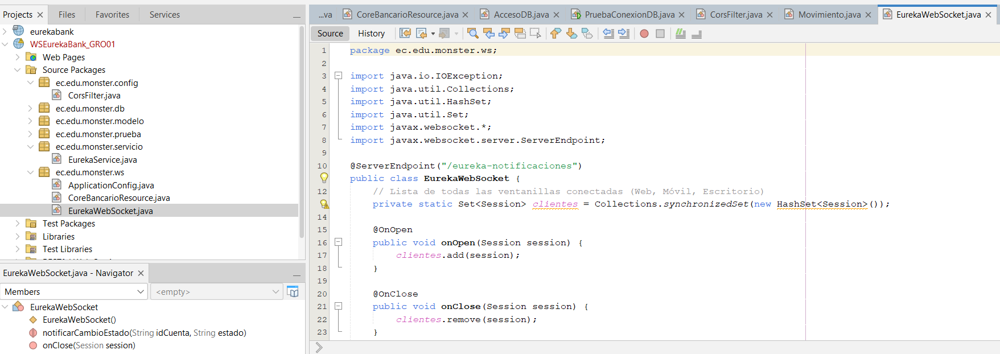 Projects
Files
Favorites
Services
eurekabank
WSEurekaBank_GRO01
Web Pages
Source Packages
ec.edu.monster.config
CorsFilter.java
ec.edu.monster.db
ec.edu.monster.modelo
ec.edu.monster.prueba
ec.edu.monster.servicio
EurekaService.java
ec.edu.monster.ws
ApplicationConfig.java
CoreBancarioResource.java
EurekaWebSocket.java
Test Packages
Libraries
Test Libraries
EurekaWebSocket.java - Navigator
Members
<empty>
EurekaWebSocket
EurekaWebSocket()
notificarCambioEstado(String idCuenta, String estado)
onClose(Session session)
...va
CoreBancarioResource.java
AccesoDB.java
PruebaConexionDB.java
CorsFilter.java
Movimiento.java
EurekaWebSocket.java
Source
History
1 package ec.edu.monster.ws;
2
3 import java.io.IOException;
4 import java.util.Collections;
5 import java.util.HashSet;
6 import java.util.Set;
7 import javax.websocket.*;
8 import javax.websocket.server.ServerEndpoint;
9
10 @ServerEndpoint("/eureka-notificaciones")
public class EurekaWebSocket {
12 // Lista de todas las ventanillas conectadas (Web, Móvil, Escritorio)
private static Set<Session> clientes = Collections.synchronizedSet(new HashSet<Session>());
14
15 @OnOpen
16 public void onOpen(Session session) {
17 clientes.add(session);
18 }
19
20 @OnClose
21 public void onClose(Session session) {
22 clientes.remove(session);
23 }